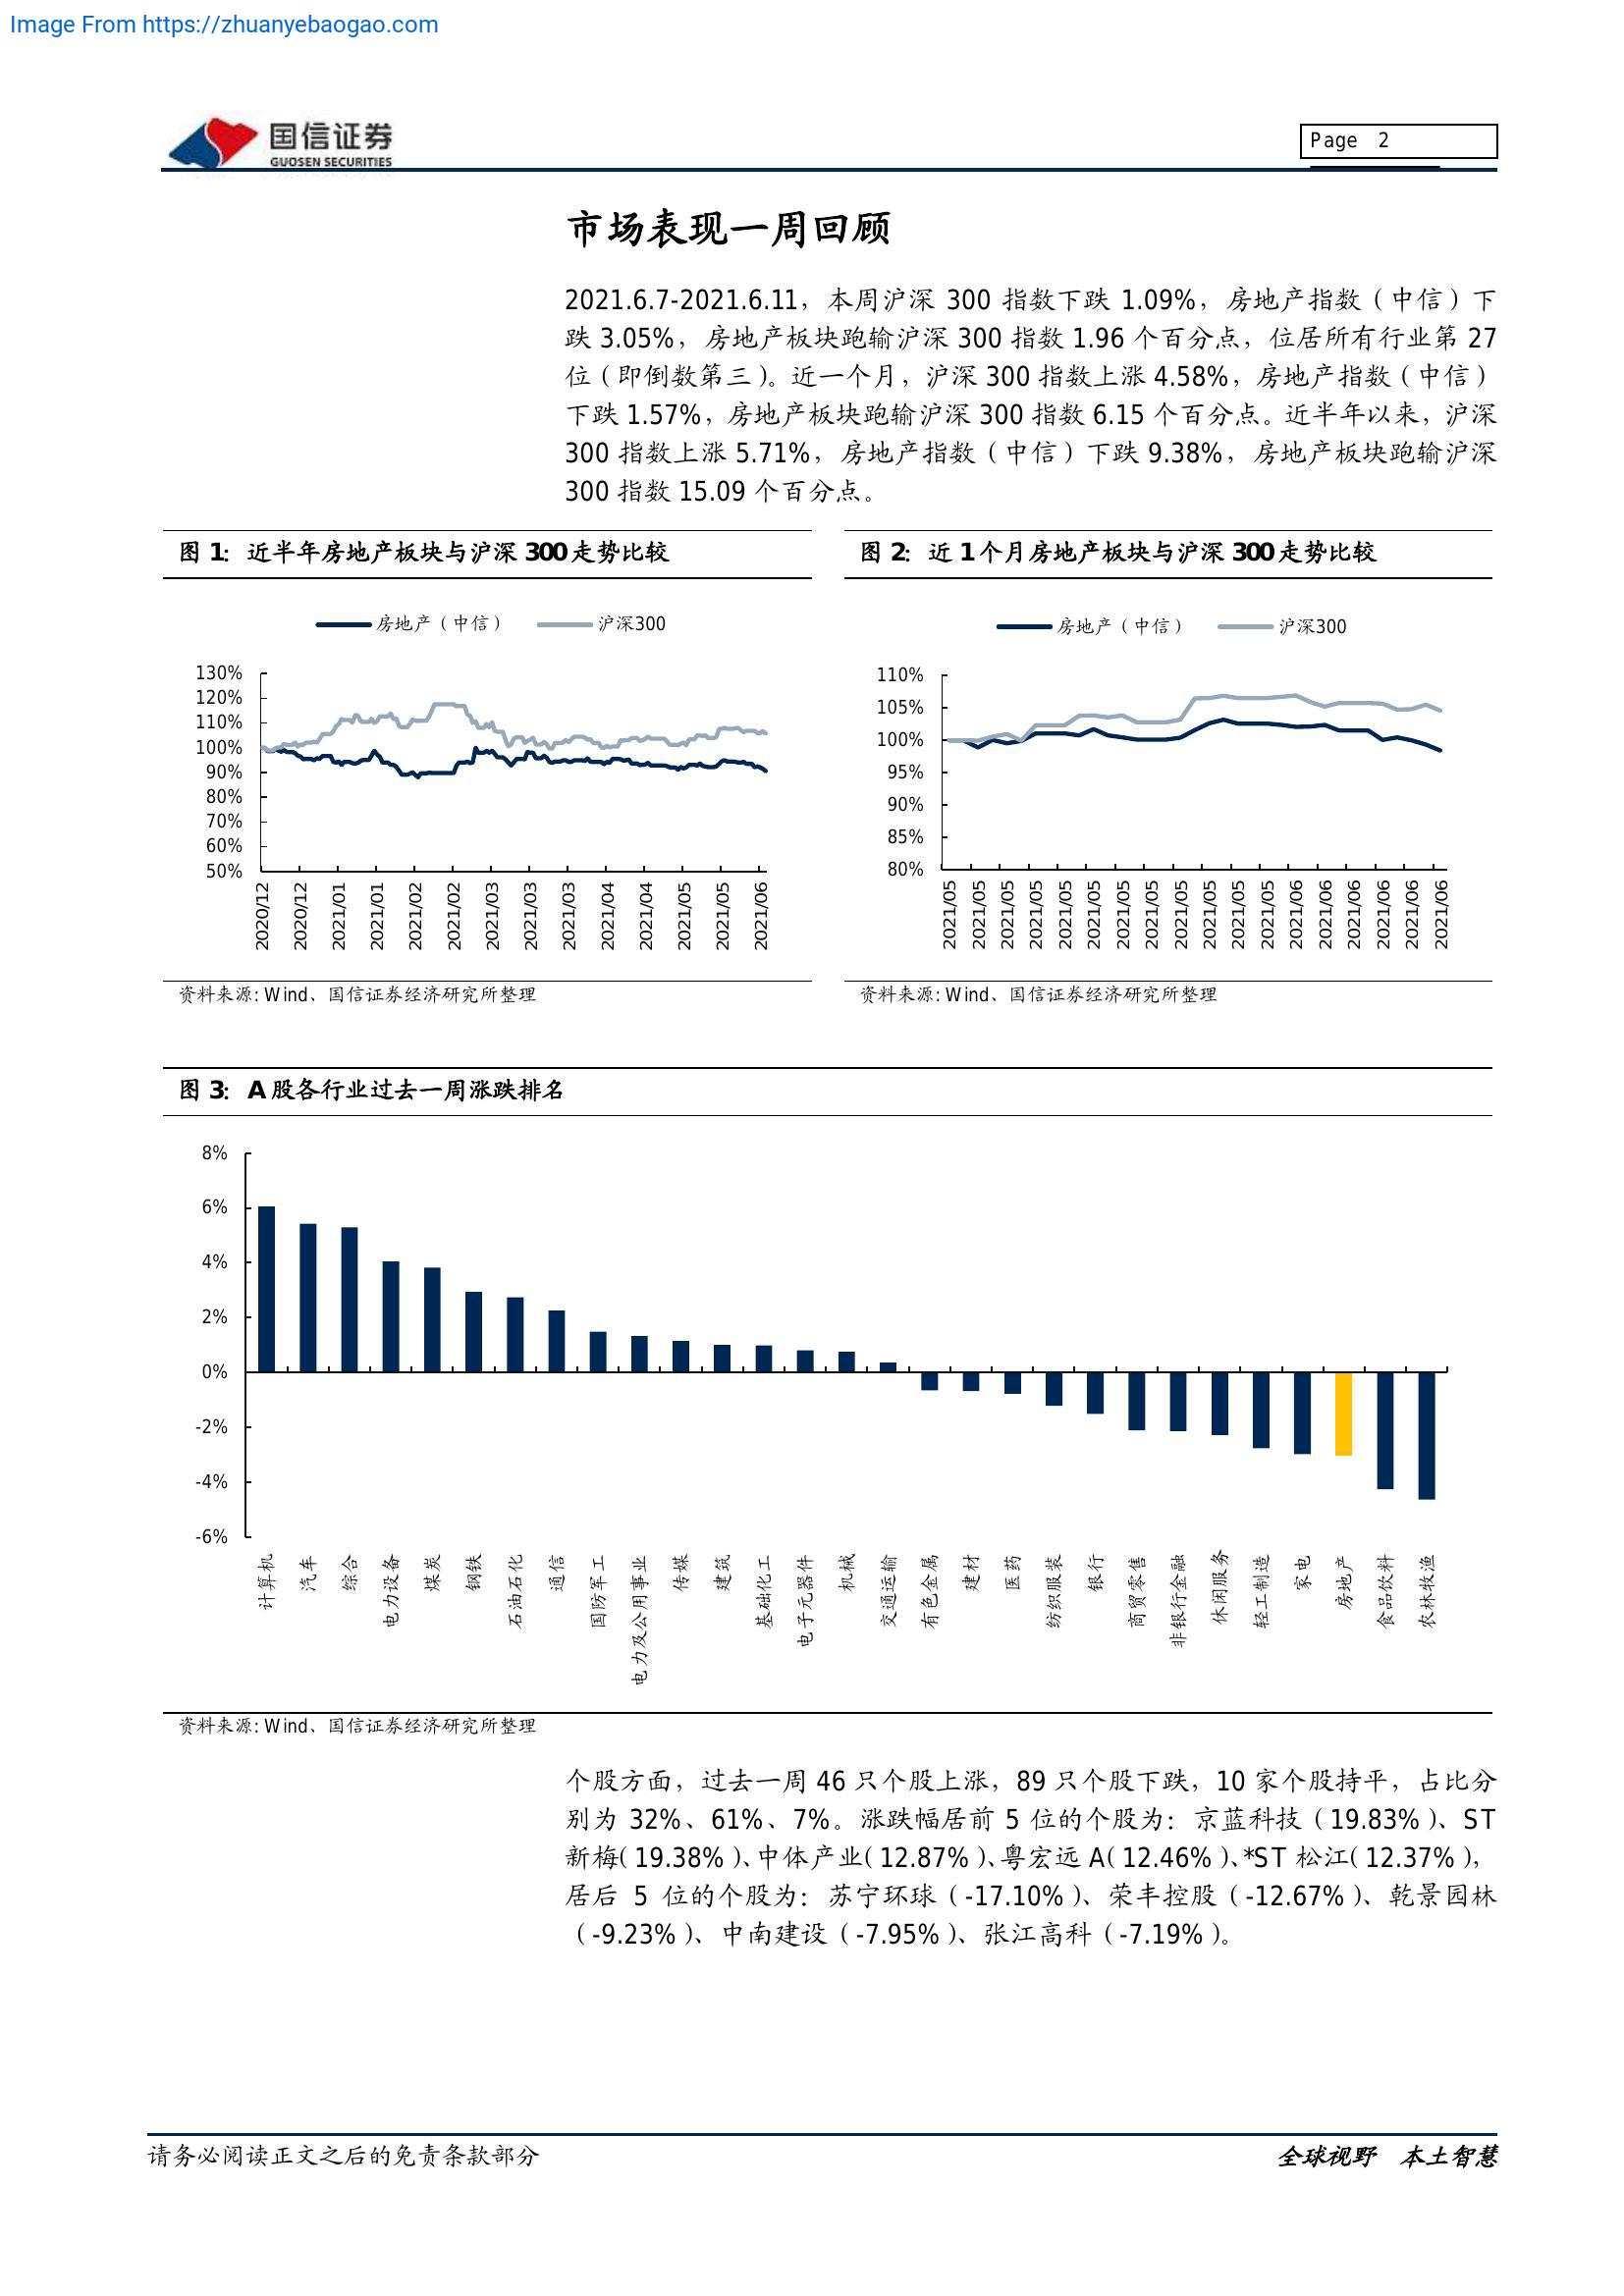 Image From https://zhuanyebaogao.com
国信证券
GUOSEN SECURITIES
Page 2
市场表现一周回顾
2021.6.7-2021.6.11，本周沪深 300 指数下跌 1.09%，房地产指数（中信）下
跌 3.05%，房地产板块跑输沪深 300 指数 1.96 个百分点，位居所有行业第 27
位（即倒数第三）。近一个月，沪深 300 指数上涨 4.58%，房地产指数（中信）
下跌 1.57%，房地产板块跑输沪深 300 指数 6.15 个百分点。近半年以来，沪深
300 指数上涨 5.71%，房地产指数（中信）下跌 9.38%，房地产板块跑输沪深
300 指数 15.09 个百分点。
图 1：近半年房地产板块与沪深 300 走势比较
房地产（中信） 沪深300
130%
120%
110%
100%
90%
80%
70%
60%
50%
2020/12 2020/12 2021/01 2021/01 2021/02 2021/02 2021/03 2021/03 2021/03 2021/04 2021/04 2021/05 2021/05 2021/06
资料来源：Wind、国信证券经济研究所整理
图 2：近 1 个月房地产板块与沪深 300 走势比较
房地产（中信） 沪深300
110%
105%
100%
95%
90%
85%
80%
2021/05 2021/05 2021/05 2021/05 2021/05 2021/05 2021/05 2021/05 2021/05 2021/05 2021/05 2021/05 2021/06 2021/06 2021/06 2021/06 2021/06 2021/06
资料来源：Wind、国信证券经济研究所整理
图 3：A 股各行业过去一周涨跌排名
8%
6%
4%
2%
0%
-2%
-4%
-6%
计算机 汽车 综合 电力设备 煤炭 钢铁 石油石化 通信 国防军工 电力及公用事业 传媒 建筑 基础化工 电子元器件 机械 交通运输 有色金属 建材 医药 纺织服装 银行 商贸零售 非银行金融 休闲服务 轻工制造 家电 房地产 食品饮料 农林牧渔
资料来源：Wind、国信证券经济研究所整理
个股方面，过去一周 46 只个股上涨，89 只个股下跌，10 家个股持平，占比分
别为 32%、61%、7%。涨跌幅居前 5 位的个股为：京蓝科技（19.83%）、ST
新梅（19.38%）、中体产业（12.87%）、粤宏远 A（12.46%）、*ST 松江（12.37%），
居后 5 位的个股为：苏宁环球（-17.10%）、荣丰控股（-12.67%）、乾景园林
（-9.23%）、中南建设（-7.95%）、张江高科（-7.19%）。
请务必阅读正文之后的免责条款部分
全球视野 本土智慧